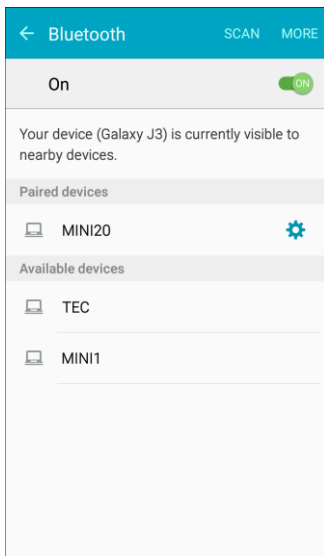 Bluetooth SCAN MORE
On ON
Your device (Galaxy J3) is currently visible to
nearby devices.
Paired devices
MINI20
Available devices
TEC
MINI1